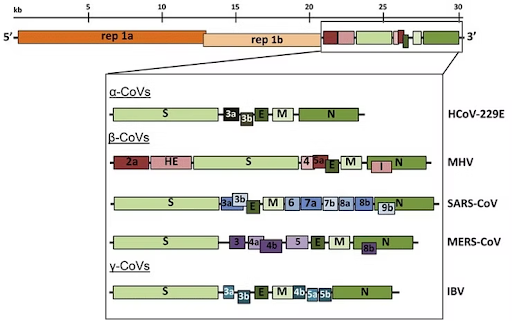 kb 5 10 15 20 25 30
5’ rep 1a rep 1b 3’
α-CoVs
S 3a 3b E M N HCoV-229E
β-CoVs
2a HE S 4 5a E M I N MHV
S 3a 3b E M 6 7a 7b 8a 8b 9b N SARS-CoV
S 3 4a 4b 5 E M 8b N MERS-CoV
γ-CoVs
S 3a 3b E M 4b 5a 5b N IBV